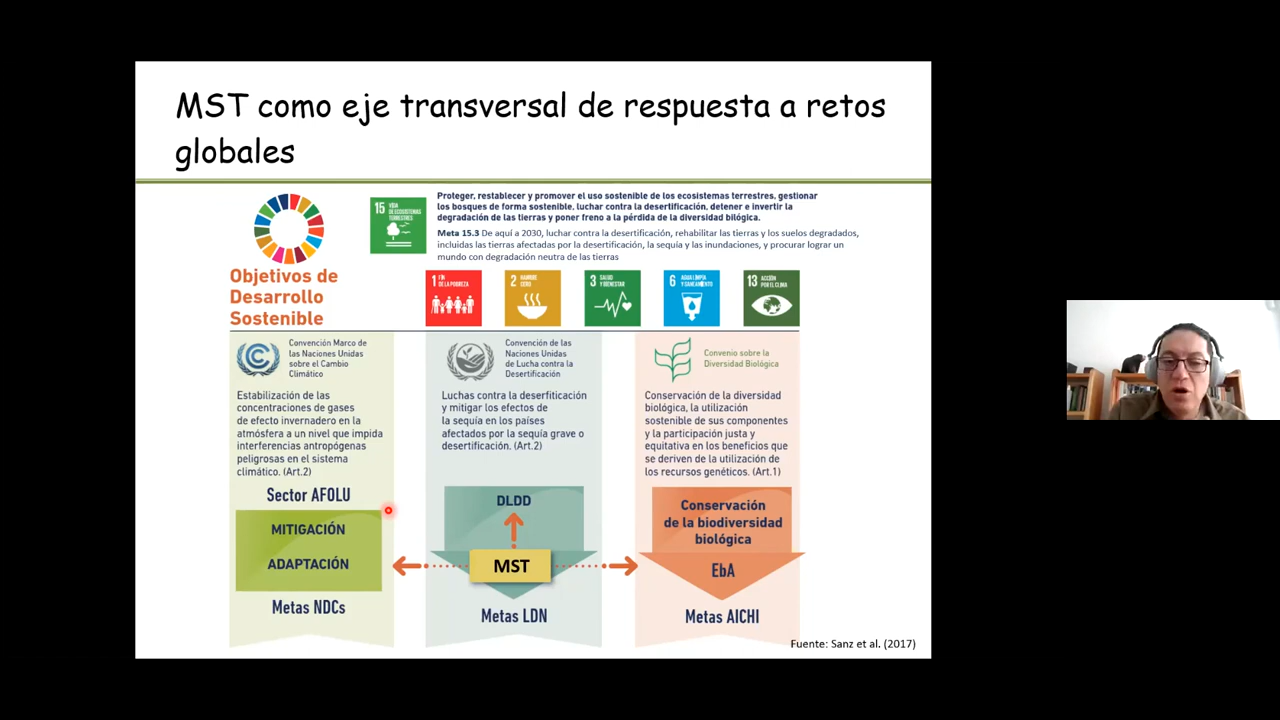 MST como eje transversal de respuesta a retos
globales
Proteger, restablecer y promover el uso sostenible de los ecosistemas terrestres, gestionar
los bosques de forma sostenible, luchar contra la desertificación, detener e invertir la
degradación de las tierras y poner freno a la pérdida de la diversidad bilógica.
Meta 15.3 De aquí a 2030, luchar contra la desertificación, rehabilitar las tierras y los suelos degradados,
incluidas las tierras afectadas por la desertificación, la sequía y las inundaciones, y procurar lograr un
mundo con degradación neutra de las tierras
15 VIDA
DE ECOSISTEMAS
TERRESTRES
Objetivos de
Desarrollo
Sostenible
1 FIN
DE LA POBREZA
2 HAMBRE
CERO
3 SALUD
Y BIENESTAR
6 AGUA LIMPIA
Y SANEAMIENTO
13 ACCIÓN
POR EL CLIMA
Convención Marco de
las Naciones Unidas
sobre el Cambio
Climático
Estabilización de las
concentraciones de gases
de efecto invernadero en la
atmósfera a un nivel que impida
interferencias antropógenas
peligrosas en el sistema
climático. (Art.2)
Sector AFOLU
MITIGACIÓN
ADAPTACIÓN
Metas NDCs
Convención de las
Naciones Unidas
de Lucha contra la
Desertificación
Luchas contra la deserfiticación
y mitigar los efectos de
la sequía en los países
afectados por la sequía grave o
desertificación. (Art.2)
DLDD
MST
Metas LDN
Convenio sobre la
Diversidad Biológica
Conservación de la diversidad
biológica, la utilización
sostenible de sus componentes
y la participación justa y
equitativa en los beneficios que
se deriven de la utilización de
los recursos genéticos. (Art.1)
Conservación
de la biodiversidad
biológica
EbA
Metas AICHI
Fuente: Sanz et al. (2017)